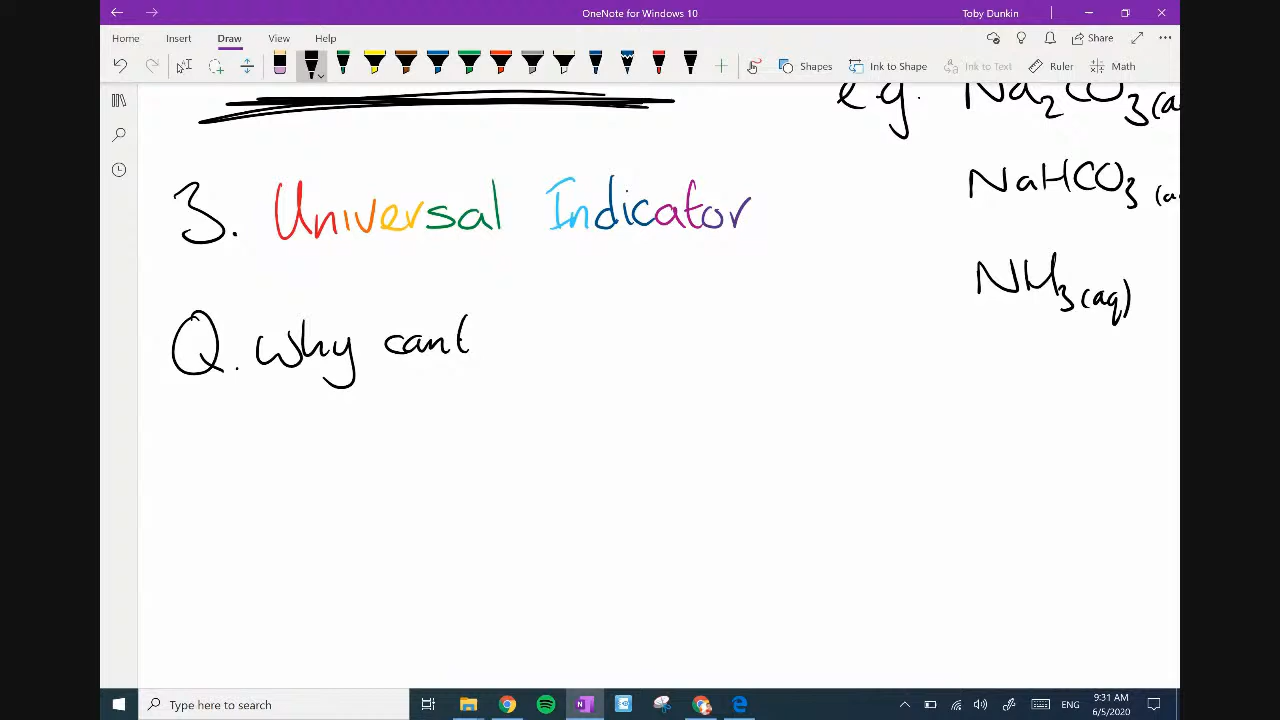 OneNote for Windows 10
Toby Dunkin
Home Insert Draw View Help
Share
Shapes Ink to Shape Ink to Text Ruler Math
eg. Na2CO3(a
NaHCO3 (a
NH3(aq)
3. Universal Indicator
Q. Why cant
Type here to search
ENG
9:31 AM
6/5/2020